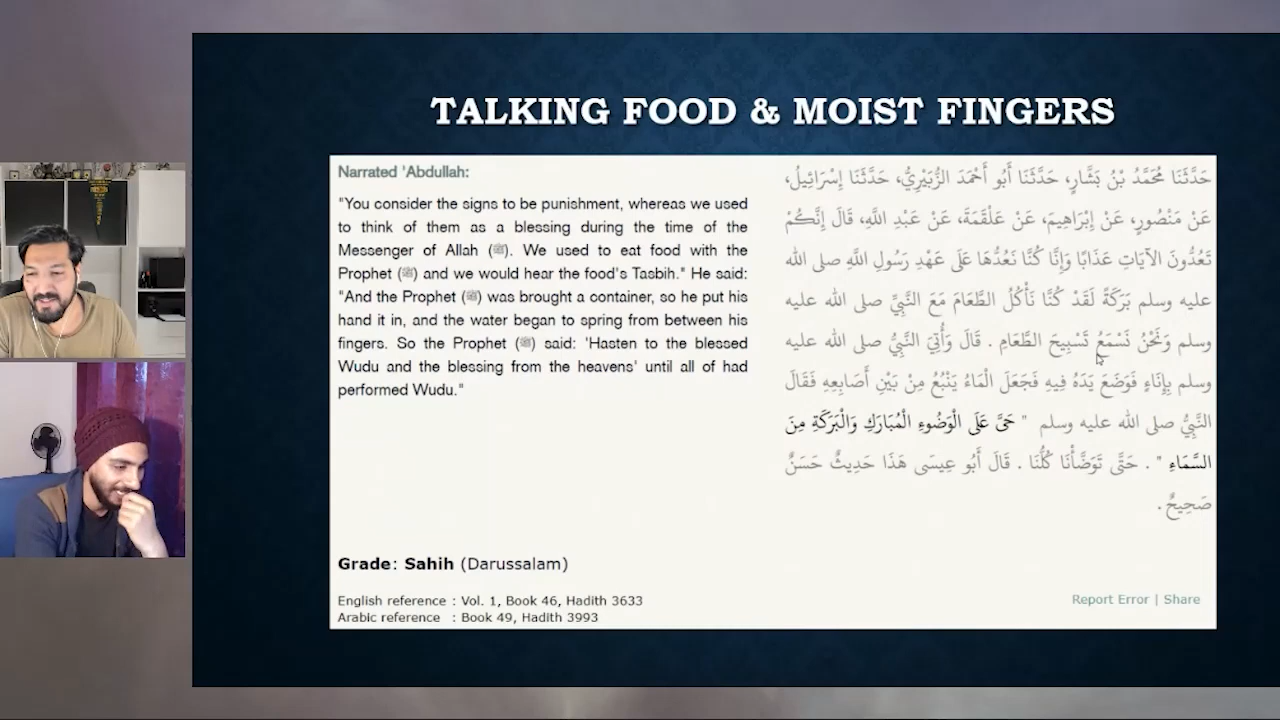 TALKING FOOD & MOIST FINGERS
Narrated 'Abdullah:
"You consider the signs to be punishment, whereas we used
to think of them as a blessing during the time of the
Messenger of Allah (ﷺ). We used to eat food with the
Prophet (ﷺ) and we would hear the food's Tasbih." He said:
"And the Prophet (ﷺ) was brought a container, so he put his
hand it in, and the water began to spring from between his
fingers. So the Prophet (ﷺ) said: 'Hasten to the blessed
Wudu and the blessing from the heavens' until all of had
performed Wudu."
حَدَّثَنَا مُحَمَّدُ بْنُ بَشَّارٍ، حَدَّثَنَا أَبُو أَحْمَدَ الزُّبَيْرِيُّ، حَدَّثَنَا إِسْرَائِيلُ،
عَنْ مَنْصُورٍ، عَنْ إِبْرَاهِيمَ، عَنْ عَلْقَمَةَ، عَنْ عَبْدِ اللَّهِ، قَالَ إِنَّكُمْ
تَعُدُّونَ الآيَاتِ عَذَابًا وَإِنَّا كُنَّا نَعُدُّهَا عَلَى عَهْدِ رَسُولِ اللَّهِ صلى الله
عليه وسلم بَرَكَةً لَقَدْ كُنَّا نَأْكُلُ الطَّعَامَ مَعَ النَّبِيِّ صلى الله عليه
وسلم وَنَحْنُ نَسْمَعُ تَسْبِيحَ الطَّعَامِ . قَالَ وَأُتِيَ النَّبِيُّ صلى الله عليه
وسلم بِإِنَاءٍ فَوَضَعَ يَدَهُ فِيهِ فَجَعَلَ الْمَاءُ يَنْبُعُ مِنْ بَيْنِ أَصَابِعِهِ فَقَالَ
النَّبِيُّ صلى الله عليه وسلم " حَىَّ عَلَى الْوَضُوءِ الْمُبَارَكِ وَالْبَرَكَةِ مِنَ
السَّمَاءِ " . حَتَّى تَوَضَّأْنَا كُلُّنَا . قَالَ أَبُو عِيسَى هَذَا حَدِيثٌ حَسَنٌ
صَحِيحٌ .
Grade: Sahih (Darussalam)
English reference : Vol. 1, Book 46, Hadith 3633
Arabic reference : Book 49, Hadith 3993
Report Error | Share